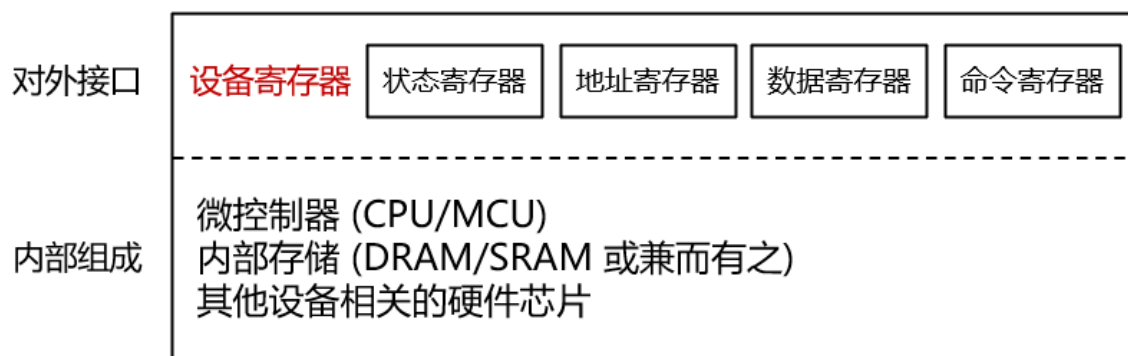 对外接口 设备寄存器 状态寄存器 地址寄存器 数据寄存器 命令寄存器
微控制器 (CPU/MCU)
内部组成 内部存储 (DRAM/SRAM 或兼而有之)
其他设备相关的硬件芯片